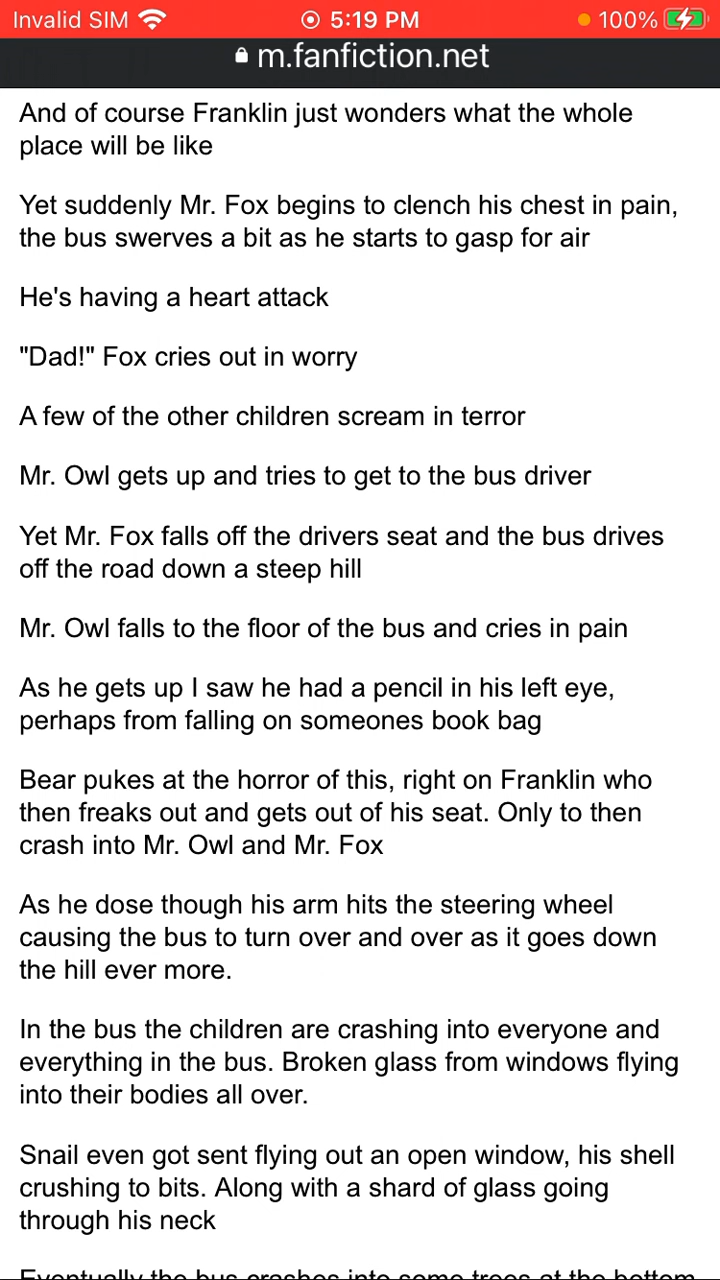 Invalid SIM
5:19 PM
100%
m.fanfiction.net
And of course Franklin just wonders what the whole
place will be like
Yet suddenly Mr. Fox begins to clench his chest in pain,
the bus swerves a bit as he starts to gasp for air
He's having a heart attack
"Dad!" Fox cries out in worry
A few of the other children scream in terror
Mr. Owl gets up and tries to get to the bus driver
Yet Mr. Fox falls off the drivers seat and the bus drives
off the road down a steep hill
Mr. Owl falls to the floor of the bus and cries in pain
As he gets up I saw he had a pencil in his left eye,
perhaps from falling on someones book bag
Bear pukes at the horror of this, right on Franklin who
then freaks out and gets out of his seat. Only to then
crash into Mr. Owl and Mr. Fox
As he dose though his arm hits the steering wheel
causing the bus to turn over and over as it goes down
the hill ever more.
In the bus the children are crashing into everyone and
everything in the bus. Broken glass from windows flying
into their bodies all over.
Snail even got sent flying out an open window, his shell
crushing to bits. Along with a shard of glass going
through his neck
Eventually the bus crashes into some trees at the bottom